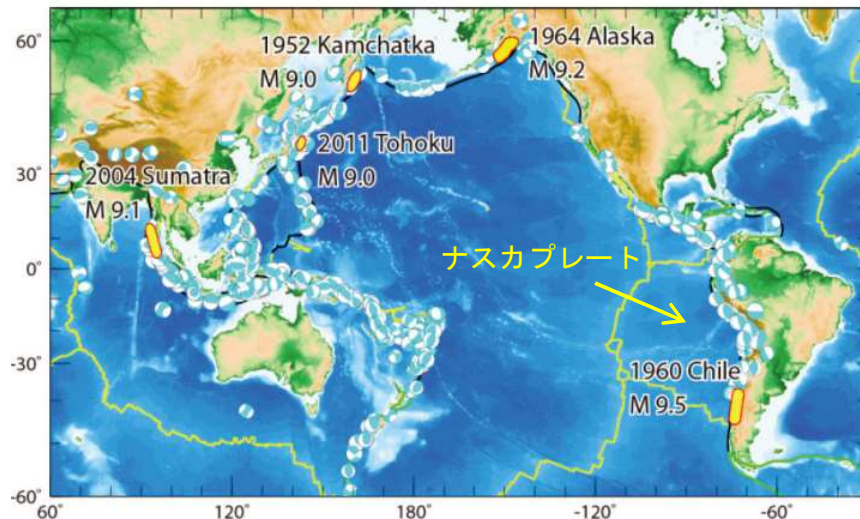 60°
1952 Kamchatka
M 9.0
1964 Alaska
M 9.2
2011 Tohoku
M 9.0
30°
2004 Sumatra
M 9.1
ナスカプレート
0°
-30°
1960 Chile
M 9.5
-60°
60°
120°
180°
-120°
-60°